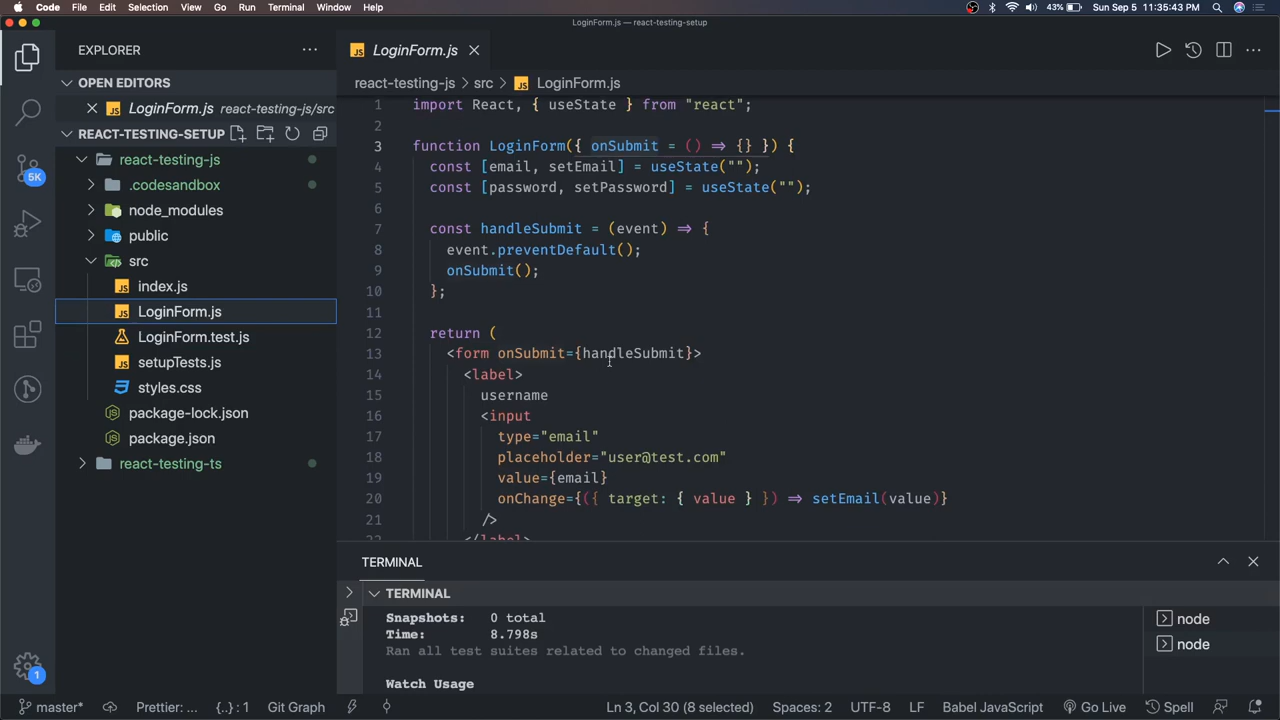 Code File Edit Selection View Go Run Terminal Window Help 43% Sun Sep 5 11:35:43 PM
LoginForm.js — react-testing-setup
EXPLORER
OPEN EDITORS
LoginForm.js react-testing-js/src
REACT-TESTING-SETUP
react-testing-js
.codesandbox
node_modules
public
src
index.js
LoginForm.js
LoginForm.test.js
setupTests.js
styles.css
package-lock.json
package.json
react-testing-ts
5K
1
LoginForm.js
react-testing-js > src > LoginForm.js
1 import React, { useState } from "react";
2
3 function LoginForm({ onSubmit = () => {} }) {
4 const [email, setEmail] = useState("");
5 const [password, setPassword] = useState("");
6
7 const handleSubmit = (event) => {
8 event.preventDefault();
9 onSubmit();
10 };
11
12 return (
13 <form onSubmit={handleSubmit}>
14 <label>
15 username
16 <input
17 type="email"
18 placeholder="user@test.com"
19 value={email}
20 onChange={({ target: { value } }) => setEmail(value)}
21 />
22 </label>
TERMINAL
TERMINAL
Snapshots: 0 total
Time: 8.798s
Ran all test suites related to changed files.
Watch Usage
node
node
master* Prettier: ... {..} : 1 Git Graph Ln 3, Col 30 (8 selected) Spaces: 2 UTF-8 LF Babel JavaScript Go Live Spell